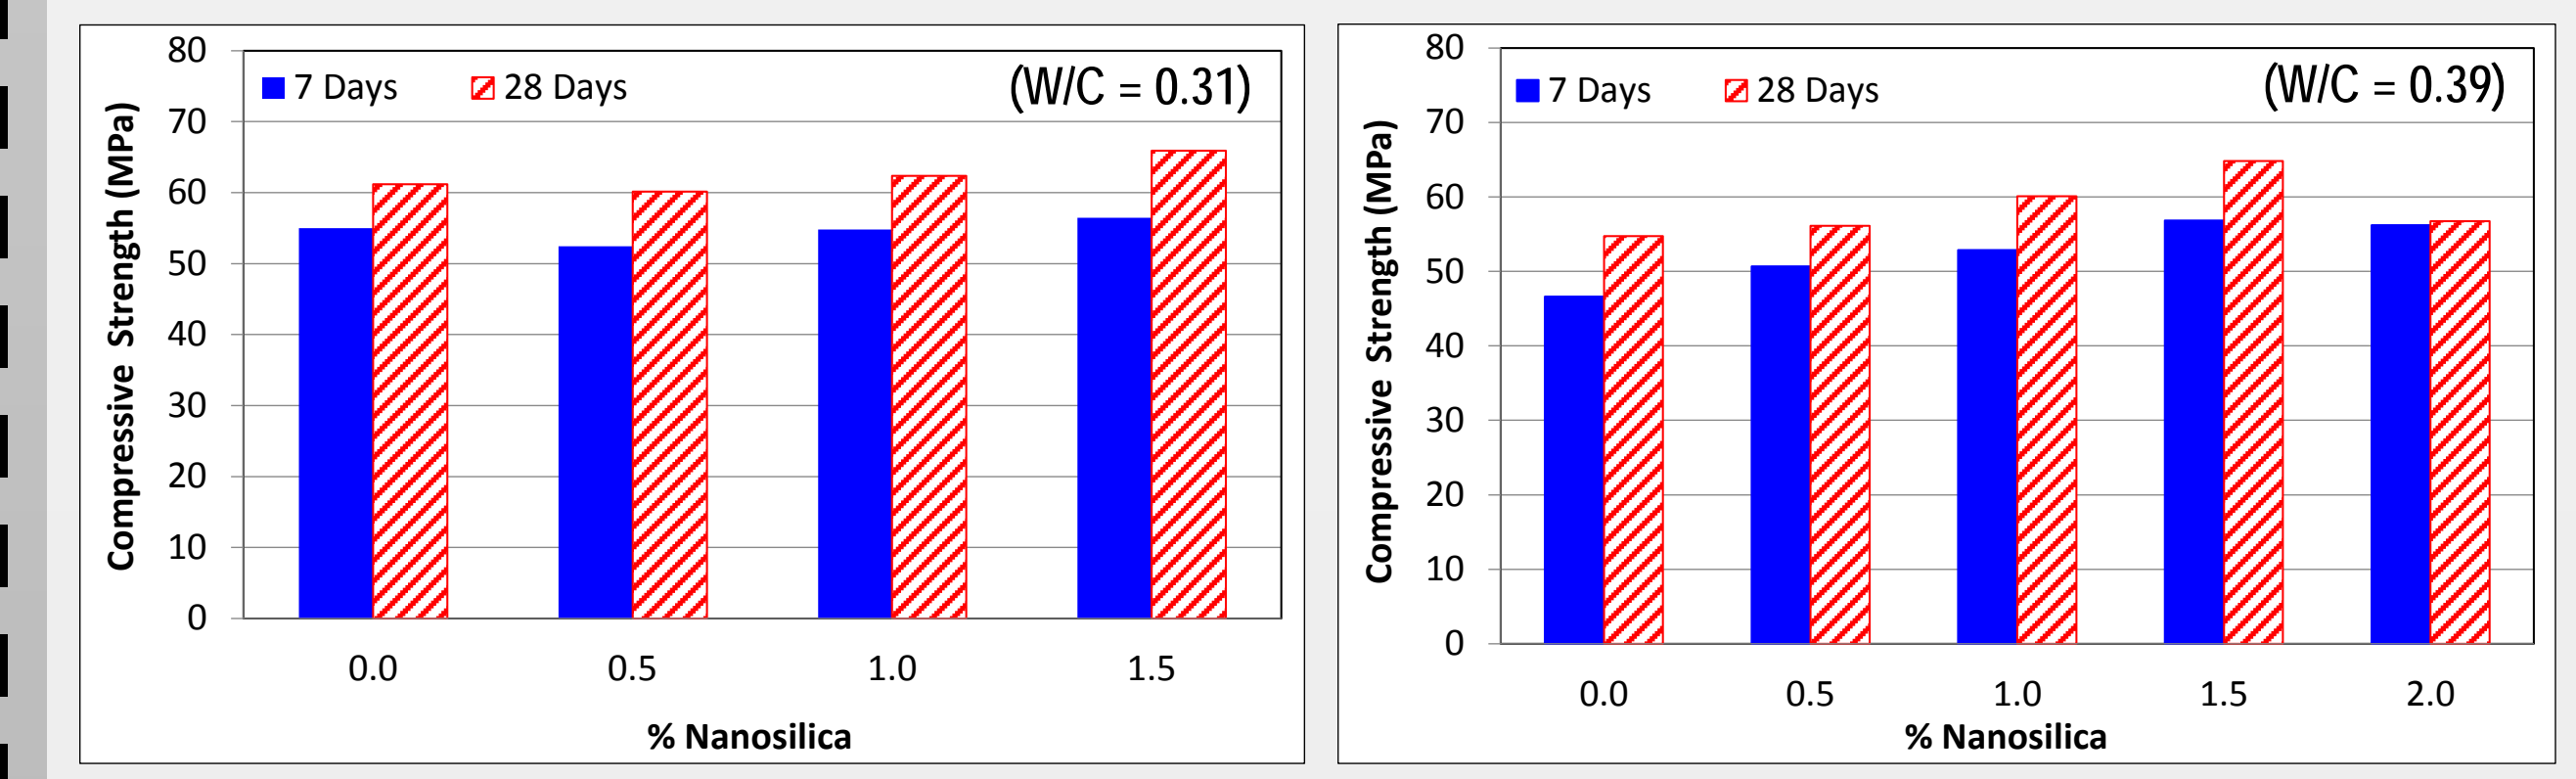 80
70
60
50
40
30
20
10
0
Compressive Strength (MPa)
7 Days 28 Days
(W/C = 0.31)
0.0 0.5 1.0 1.5
% Nanosilica
80
70
60
50
40
30
20
10
0
Compressive Strength (MPa)
7 Days 28 Days
(W/C = 0.39)
0.0 0.5 1.0 1.5 2.0
% Nanosilica